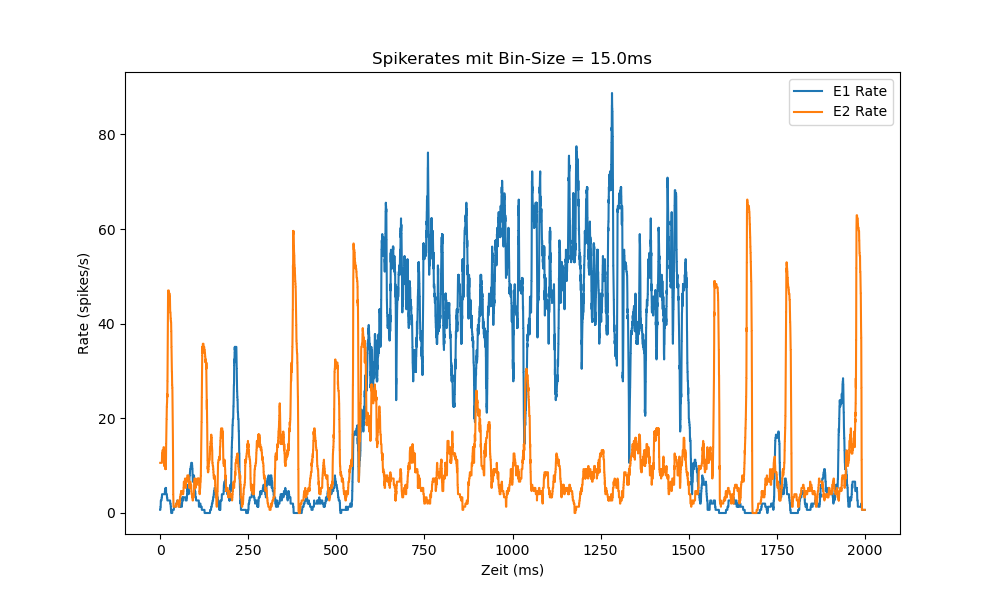 Spikerates mit Bin-Size = 15.0ms
E1 Rate
E2 Rate
Rate (spikes/s)
80
60
40
20
0
0 250 500 750 1000 1250 1500 1750 2000
Zeit (ms)